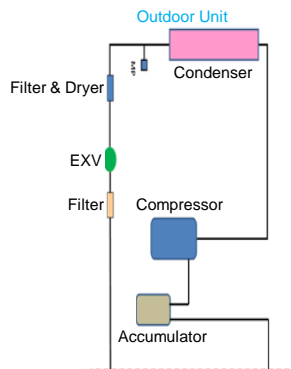 Outdoor Unit
Condenser
Filter & Dryer
EXV
Filter
Compressor
Accumulator